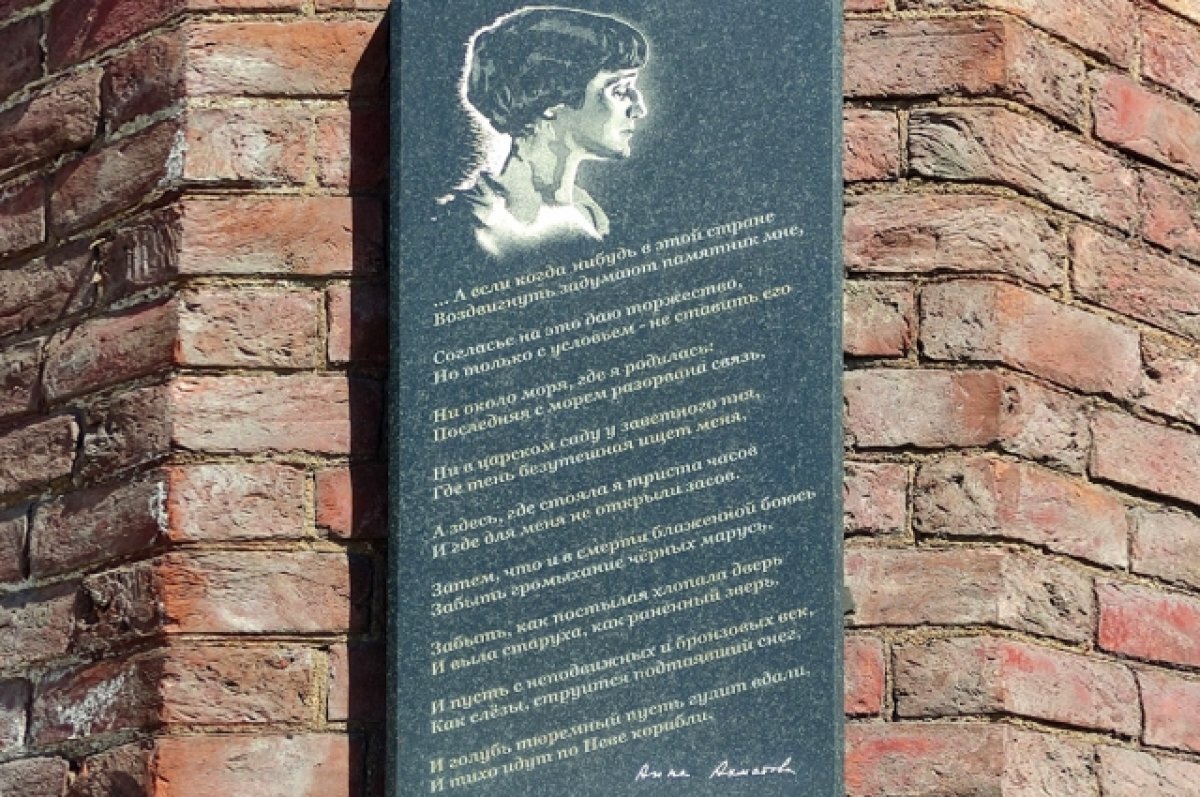 ... А если когда нибудь в этой стране
Воздвигнуть задумают памятник мне,
Согласье на это даю торжество,
Но только с условьем - не ставить его
Ни около моря, где я родилась:
Последняя с морем разорвана связь,
Ни в царском саду у заветного пня,
Где тень безутешная ищет меня,
А здесь, где стояла я триста часов
И где для меня не открыли засов.
Затем, что и в смерти блаженной боюсь
Забыть громыхание чёрных марусь,
Забыть, как постылая хлопала дверь
И выла старуха, как раненный зверь.
И пусть с неподвижных и бронзовых век,
Как слёзы, струится подтаявший снег,
И голубь тюремный пусть гулит вдали,
И тихо идут по Неве корабли.
Анна Ахматова